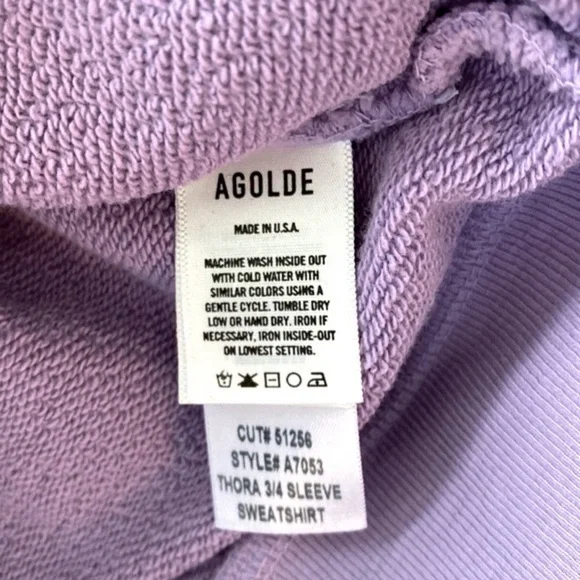 AGOLDE
MADE IN U.S.A.
MACHINE WASH INSIDE OUT
WITH COLD WATER WITH
SIMILAR COLORS USING A
GENTLE CYCLE. TUMBLE DRY
LOW OR HAND DRY. IRON IF
NECESSARY, IRON INSIDE-OUT
ON LOWEST SETTING.
CUT# 51256
STYLE# A7053
THORA 3/4 SLEEVE
SWEATSHIRT